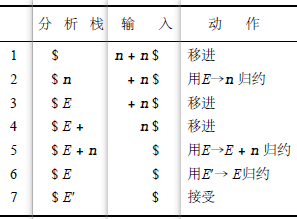 分 析 栈 输 入 动 作
1 $ n + n $ 移进
2 $ n + n $ 用E→n 归约
3 $ E + n $ 移进
4 $ E + n $ 移进
5 $ E + n $ 用E→E + n 归约
6 $ E $ 用E′→ E归约
7 $ E′ $ 接受